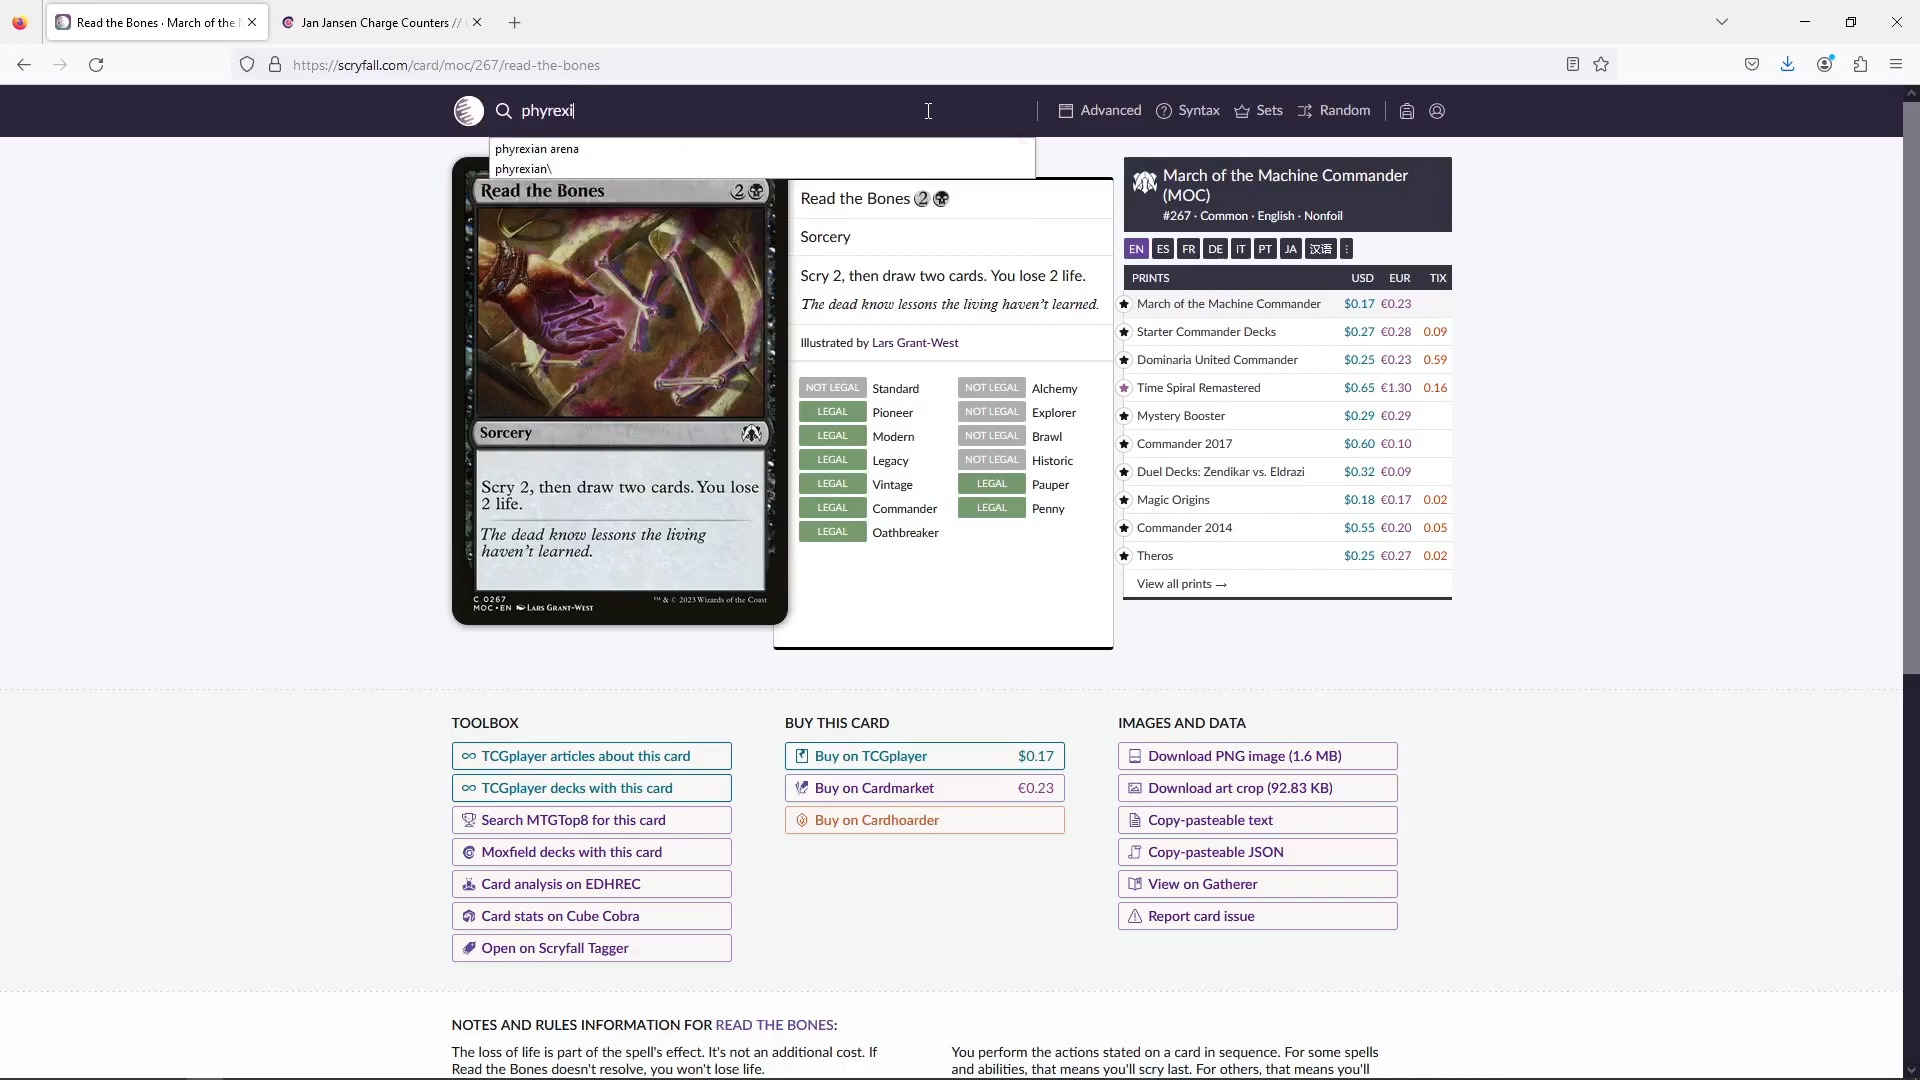 Read the Bones · March of the
Jan Jansen Charge Counters //
https://scryfall.com/card/moc/267/read-the-bones
phyrexi
Advanced
Syntax
Sets
Random
phyrexian arena
phyrexian\
Read the Bones 2
Sorcery
Scry 2, then draw two cards. You lose
2 life.
The dead know lessons the living
haven't learned.
C 0267
MOC • EN Lars Grant-West
™ & © 2023 Wizards of the Coast
Read the Bones 2
Sorcery
Scry 2, then draw two cards. You lose 2 life.
The dead know lessons the living haven't learned.
Illustrated by Lars Grant-West
NOT LEGAL Standard NOT LEGAL Alchemy
LEGAL Pioneer NOT LEGAL Explorer
LEGAL Modern NOT LEGAL Brawl
LEGAL Legacy NOT LEGAL Historic
LEGAL Vintage LEGAL Pauper
LEGAL Commander LEGAL Penny
LEGAL Oathbreaker
March of the Machine Commander
(MOC)
#267 · Common · English · Nonfoil
EN ES FR DE IT PT JA 汉语
PRINTS USD EUR TIX
March of the Machine Commander $0.17 €0.23
Starter Commander Decks $0.27 €0.28 0.09
Dominaria United Commander $0.25 €0.23 0.59
Time Spiral Remastered $0.65 €1.30 0.16
Mystery Booster $0.29 €0.29
Commander 2017 $0.60 €0.10
Duel Decks: Zendikar vs. Eldrazi $0.32 €0.09
Magic Origins $0.18 €0.17 0.02
Commander 2014 $0.55 €0.20 0.05
Theros $0.25 €0.27 0.02
View all prints →
TOOLBOX
TCGplayer articles about this card
TCGplayer decks with this card
Search MTGTop8 for this card
Moxfield decks with this card
Card analysis on EDHREC
Card stats on Cube Cobra
Open on Scryfall Tagger
BUY THIS CARD
Buy on TCGplayer $0.17
Buy on Cardmarket €0.23
Buy on Cardhoarder
IMAGES AND DATA
Download PNG image (1.6 MB)
Download art crop (92.83 KB)
Copy-pasteable text
Copy-pasteable JSON
View on Gatherer
Report card issue
NOTES AND RULES INFORMATION FOR READ THE BONES:
The loss of life is part of the spell's effect. It's not an additional cost. If
Read the Bones doesn't resolve, you won't lose life.
You perform the actions stated on a card in sequence. For some spells
and abilities, that means you'll scry last. For others, that means you'll